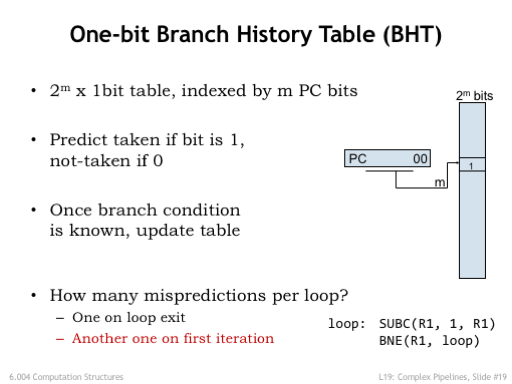 One-bit Branch History Table (BHT)
• 2ᵐ x 1bit table, indexed by m PC bits
2ᵐ bits
• Predict taken if bit is 1,
not-taken if 0
PC 00
1
m
• Once branch condition
is known, update table
• How many mispredictions per loop?
– One on loop exit
– Another one on first iteration
loop: SUBC(R1, 1, R1)
BNE(R1, loop)
6.004 Computation Structures
L19: Complex Pipelines, Slide #19